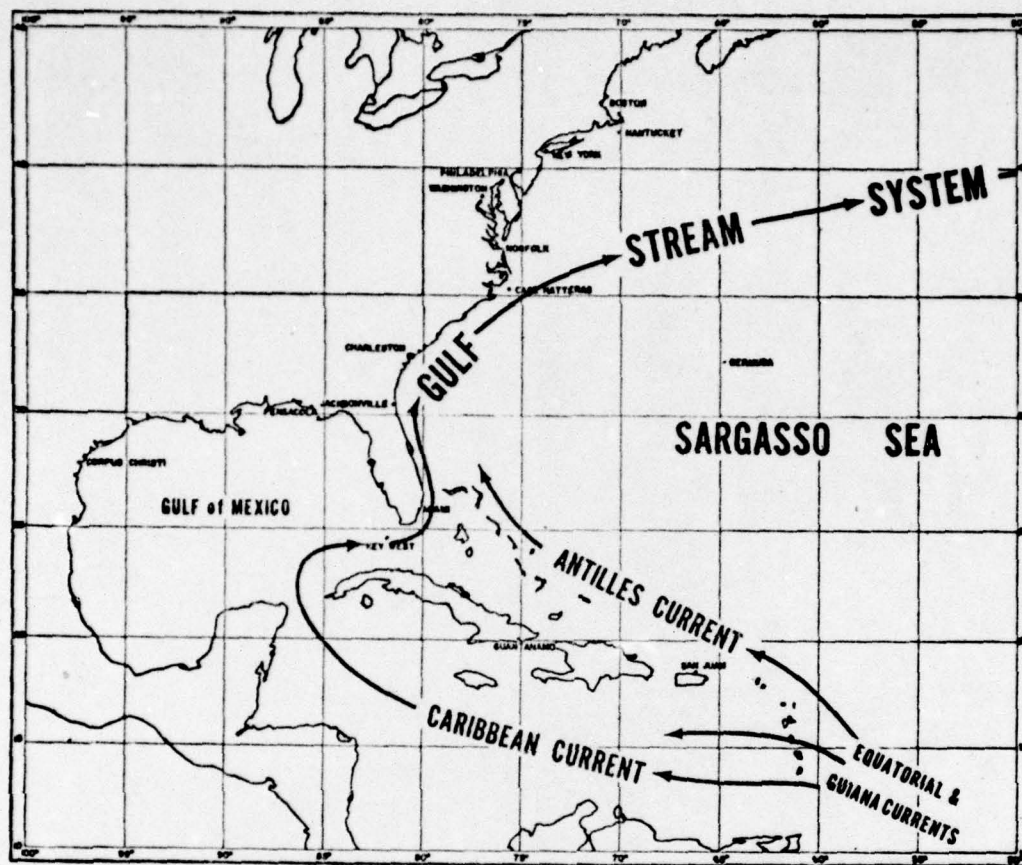 BOSTON
NANTUCKET
NEW YORK
PHILADELPHIA
WASHINGTON
SYSTEM
STREAM
NORFOLK
CAPE HATTERAS
CHARLESTON
GULF
BERMUDA
PENSACOLA
JACKSONVILLE
SARGASSO SEA
CORPUS CHRISTI
GULF of MEXICO
MIAMI
KEY WEST
ANTILLES CURRENT
GUANTANAMO
SAN JUAN
CARIBBEAN CURRENT
EQUATORIAL &
GUIANA CURRENTS